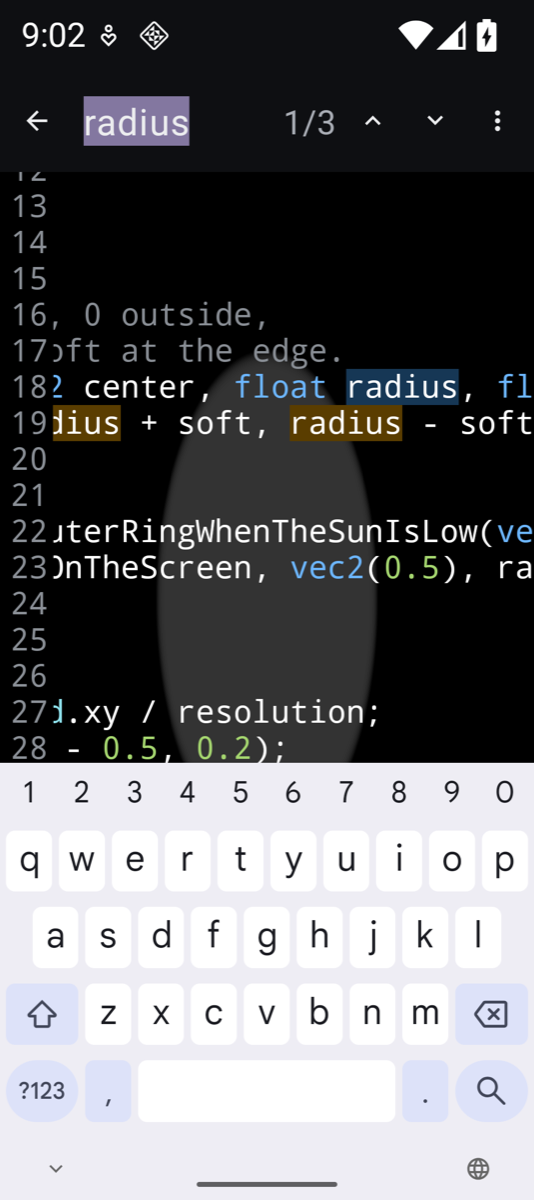 9:02
radius 1/3
12
13
14
15
16, 0 outside,
17oft at the edge.
182 center, float radius, fl
19dius + soft, radius - soft
20
21
22uterRingWhenTheSunIsLow(ve
23OnTheScreen, vec2(0.5), ra
24
25
26
27d.xy / resolution;
28 - 0.5, 0.2);
1 2 3 4 5 6 7 8 9 0
q w e r t y u i o p
a s d f g h j k l
z x c v b n m
?123 , .